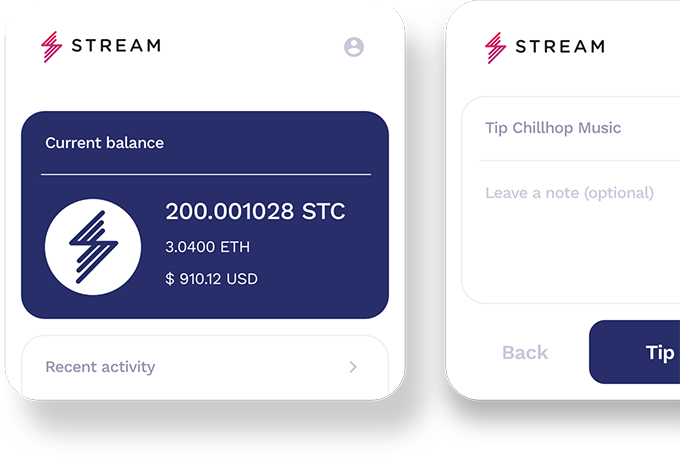 STREAM
Current balance
200.001028 STC
3.0400 ETH
$ 910.12 USD
Recent activity
STREAM
Tip Chillhop Music
Leave a note (optional)
Back
Tip